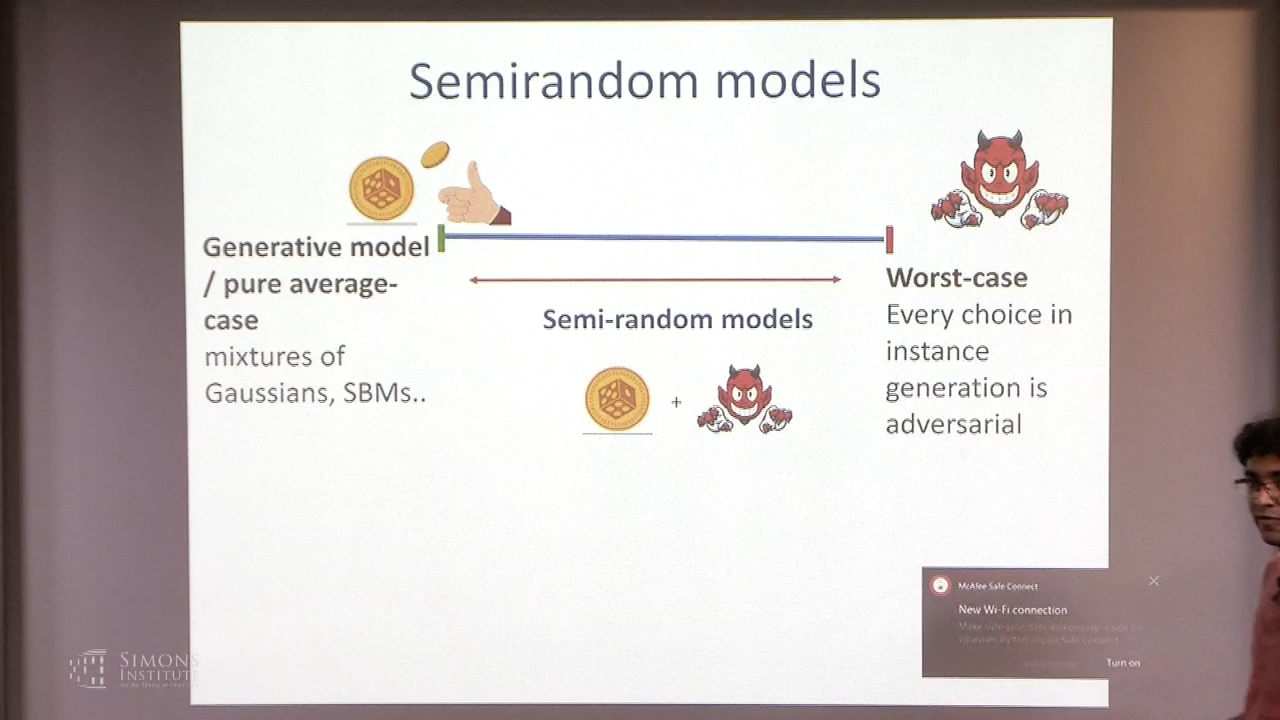 Semirandom models
Generative model
/ pure average-
case
mixtures of
Gaussians, SBMs..
Semi-random models
+
Worst-case
Every choice in
instance
generation is
adversarial
McAfee Safe Connect
New Wi-Fi connection
Turn on
SIMONS
INSTITUTE